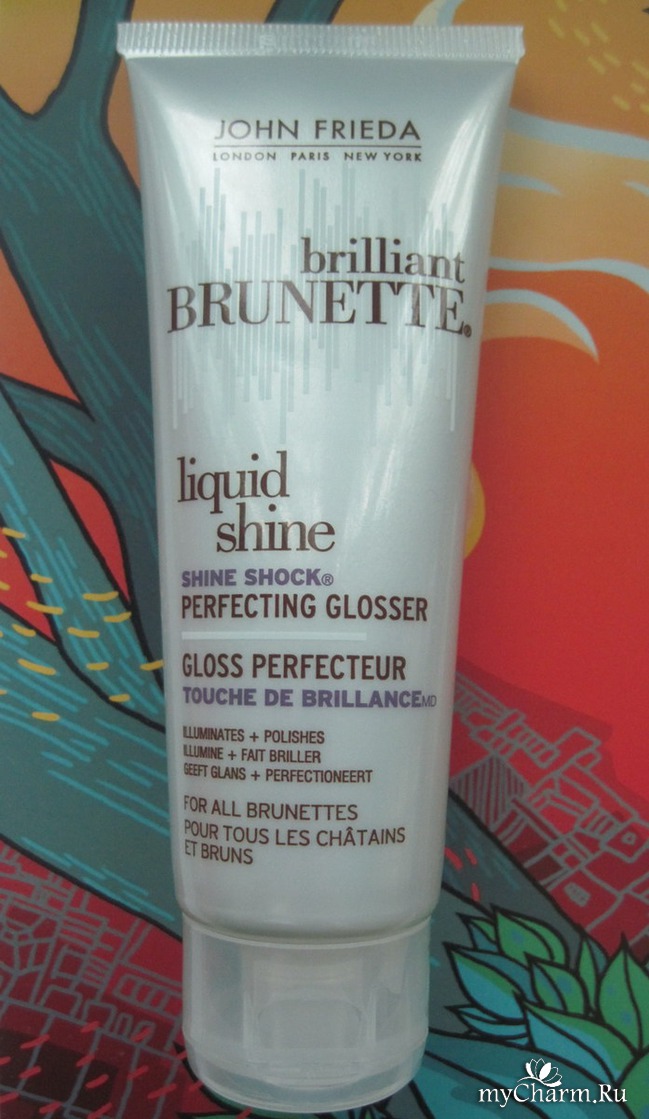 JOHN FRIEDA
LONDON PARIS NEW YORK
brilliant
BRUNETTE®
liquid
shine
SHINE SHOCK®
PERFECTING GLOSSER
GLOSS PERFECTEUR
TOUCHE DE BRILLANCEMD
ILLUMINATES + POLISHES
ILLUMINE + FAIT BRILLER
GEEFT GLANS + PERFECTIONEERT
FOR ALL BRUNETTES
POUR TOUS LES CHÂTAINS
ET BRUNS
myCharm.Ru